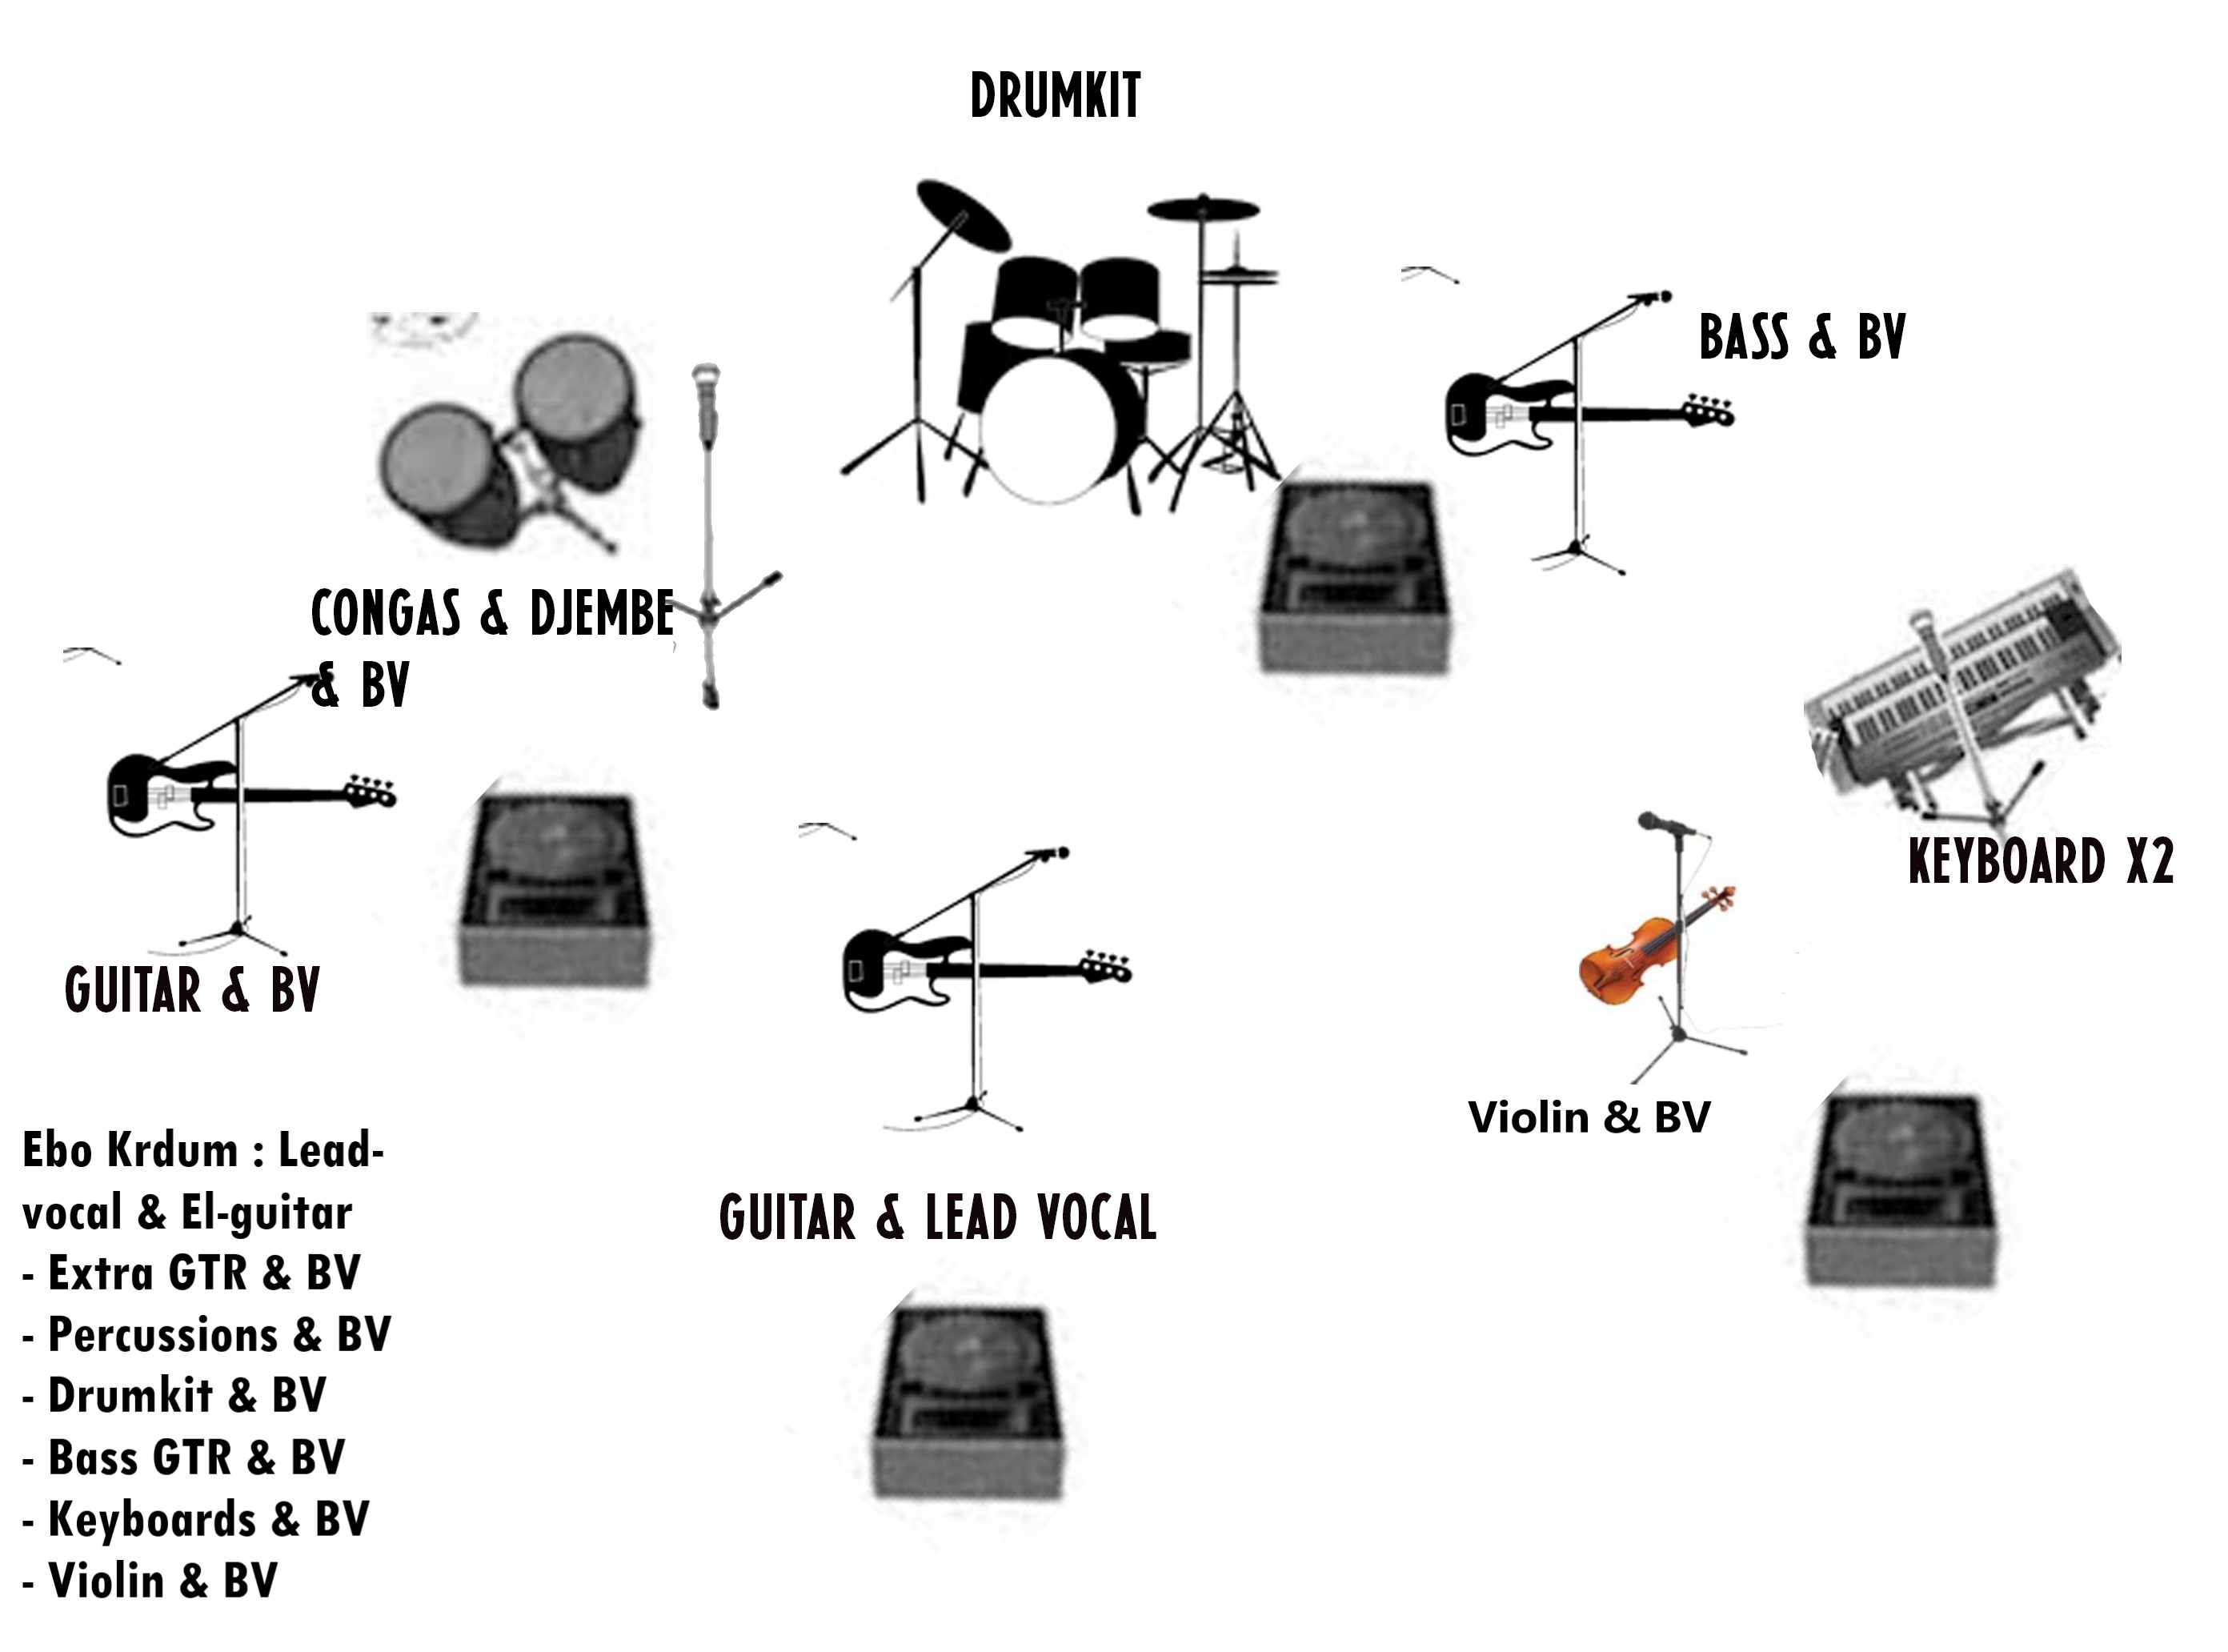 DRUMKIT
BASS & BV
CONGAS & DJEMBE
& BV
KEYBOARD X2
GUITAR & BV
Violin & BV
GUITAR & LEAD VOCAL
Ebo Krdum : Lead-
vocal & El-guitar
- Extra GTR & BV
- Percussions & BV
- Drumkit & BV
- Bass GTR & BV
- Keyboards & BV
- Violin & BV